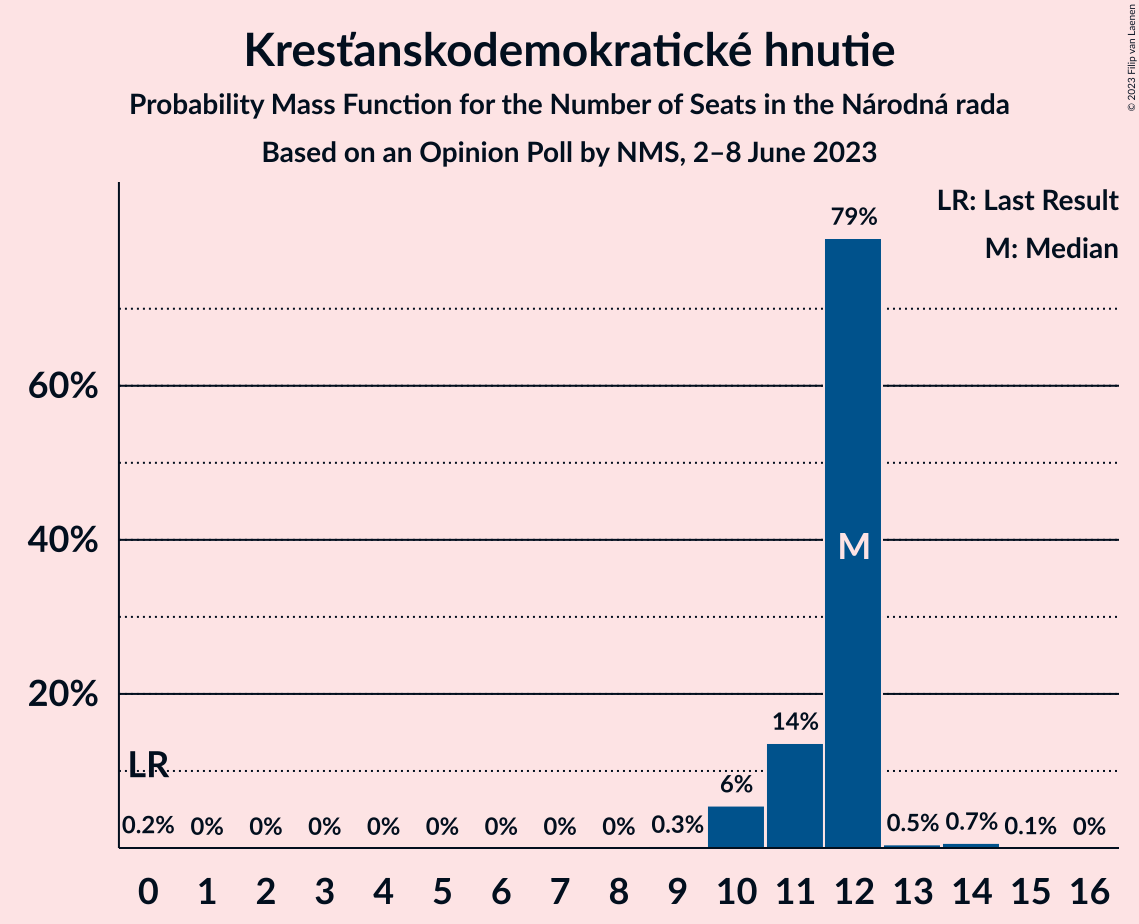 Kresťanskodemokratické hnutie
Probability Mass Function for the Number of Seats in the Národná rada
Based on an Opinion Poll by NMS, 2–8 June 2023
© 2023 Filip van Laenen
LR: Last Result
M: Median
79%
60%
40%
M
20%
14%
LR
6%
0.2% 0% 0% 0% 0% 0% 0% 0% 0% 0.3% 0.5% 0.7% 0.1% 0%
0 1 2 3 4 5 6 7 8 9 10 11 12 13 14 15 16